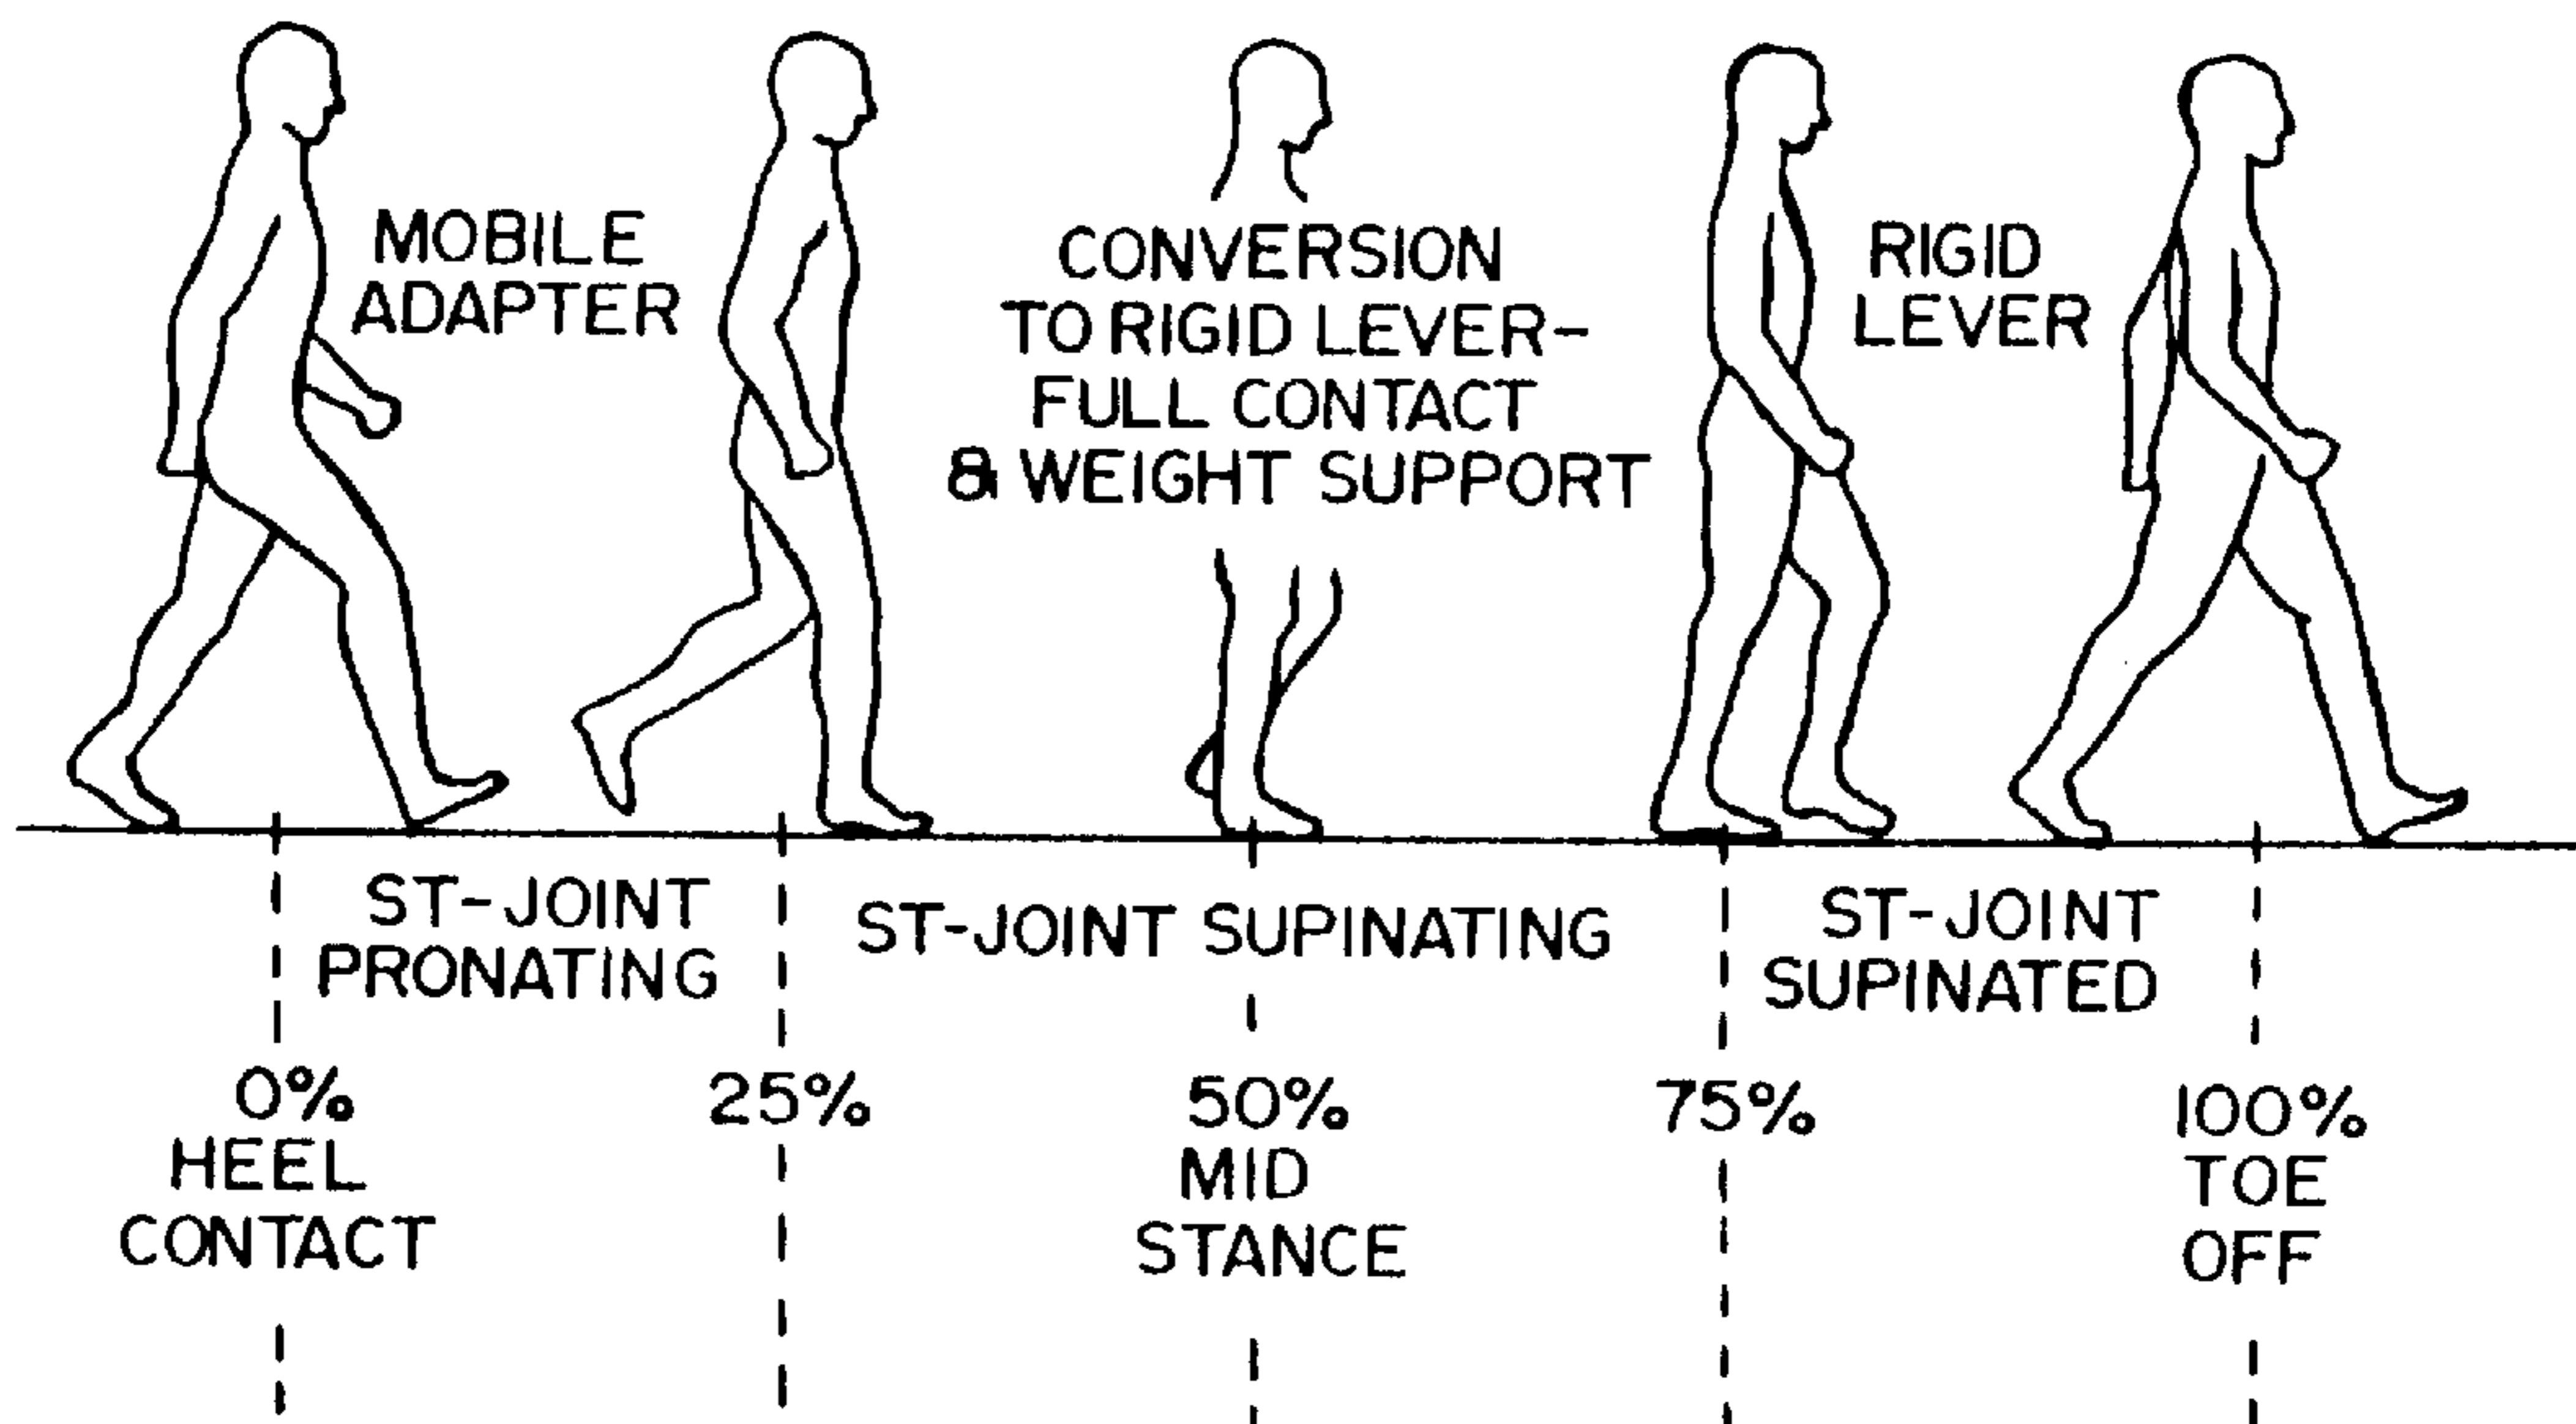 MOBILE
ADAPTER
CONVERSION
TO RIGID LEVER-
FULL CONTACT
& WEIGHT SUPPORT
RIGID
LEVER
ST-JOINT
PRONATING
ST-JOINT SUPINATING
ST-JOINT
SUPINATED
0%
HEEL
CONTACT
25%
50%
MID
STANCE
75%
100%
TOE
OFF